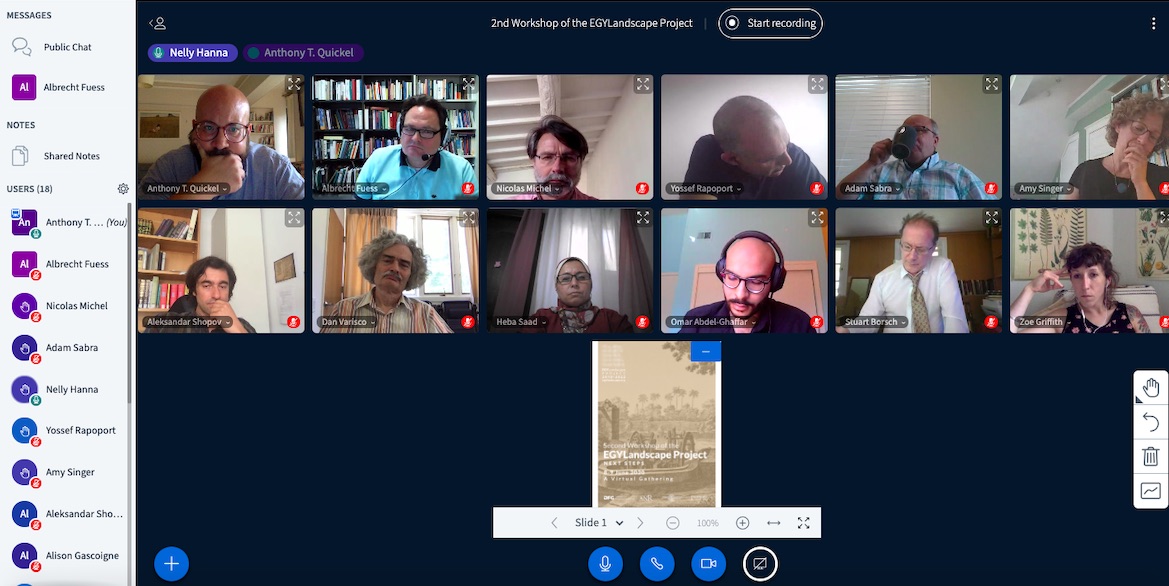 MESSAGES
Public Chat
Al
Albrecht Fuess
NOTES
Shared Notes
USERS (18)
An
Anthony T. ... (You)
Al
Albrecht Fuess
Nicolas Michel
Adam Sabra
Nelly Hanna
Yossef Rapoport
Amy Singer
Al
Aleksandar Sho...
Al
Alison Gascoigne
2nd Workshop of the EGYLandscape Project
Start recording
Nelly Hanna
Anthony T. Quickel
Anthony T. Quickel
Albrecht Fuess
Nicolas Michel
Yossef Rapoport
Adam Sabra
Amy Singer
Aleksandar Shopov
Dan Varisco
Heba Saad
Omar Abdel-Ghaffar
Stuart Borsch
Zoe Griffith
Second Workshop of the
EGYLandscape Project
NEXT STEPS
A Virtual Gathering
Slide 1
100%